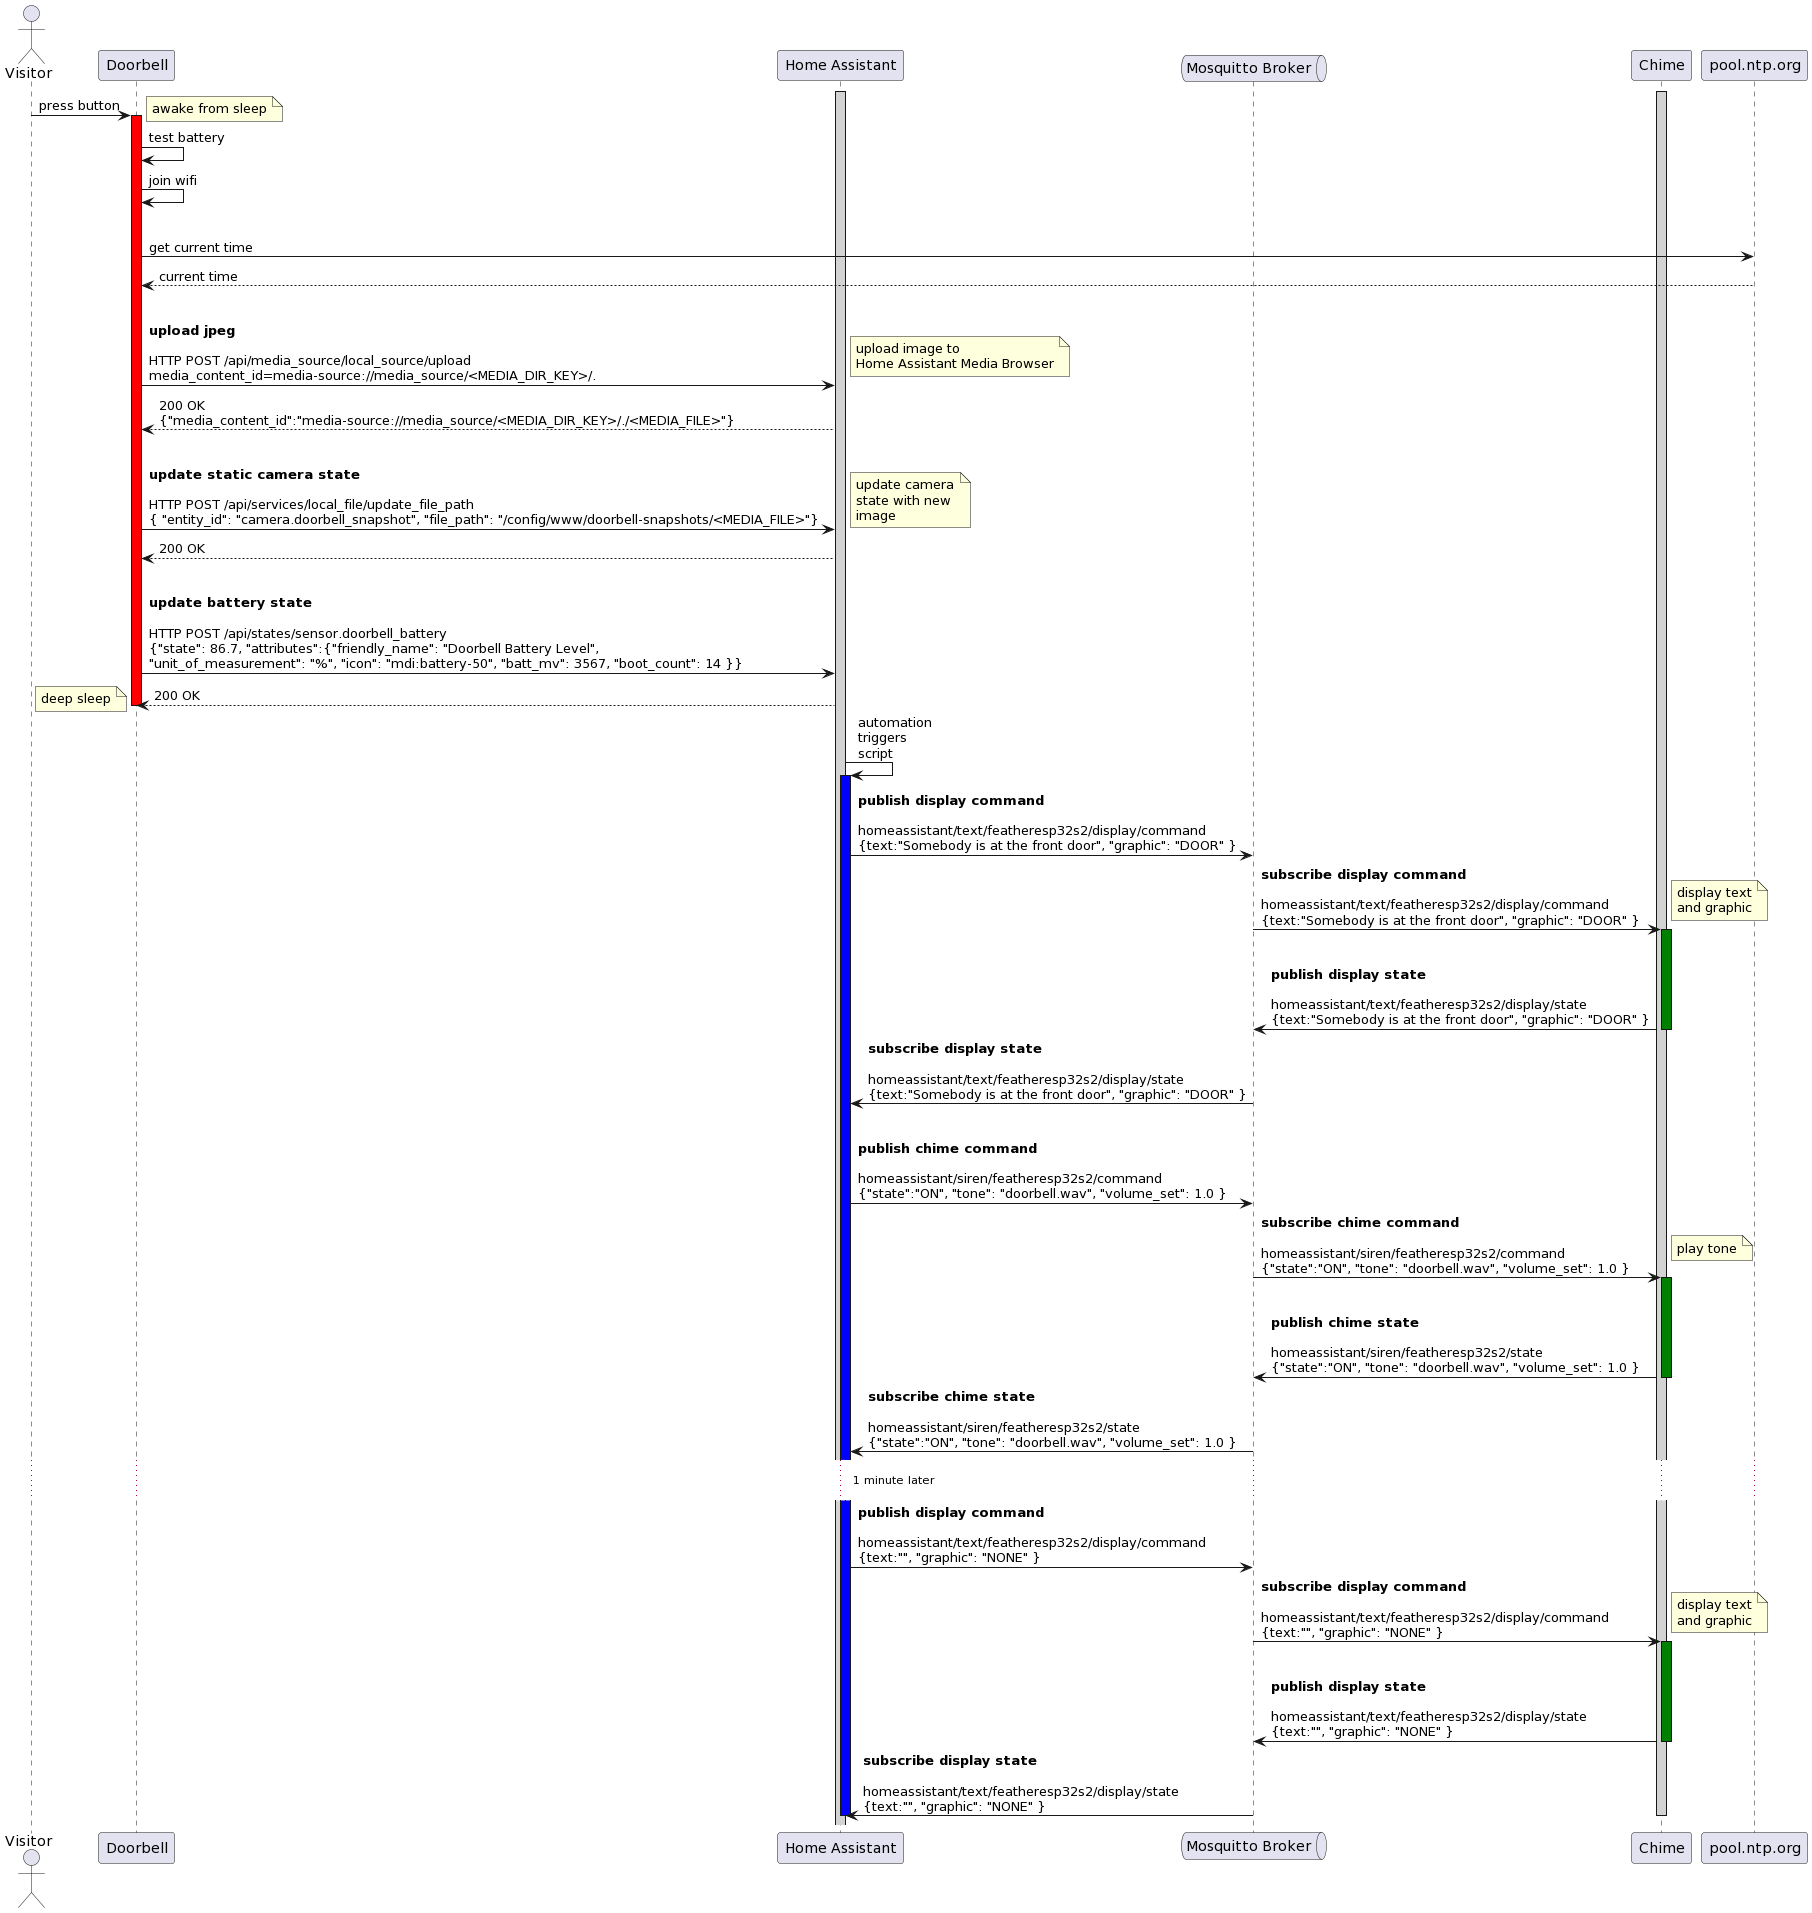 Visitor
Doorbell
Home Assistant
Mosquitto Broker
Chime
pool.ntp.org
press button
awake from sleep
test battery
join wifi
get current time
current time
upload jpeg
HTTP POST /api/media_source/local_source/upload
media_content_id=media-source://media_source/<MEDIA_DIR_KEY>/.
upload image to
Home Assistant Media Browser
200 OK
{"media_content_id":"media-source://media_source/<MEDIA_DIR_KEY>/./<MEDIA_FILE>"}
update static camera state
HTTP POST /api/services/local_file/update_file_path
{ "entity_id": "camera.doorbell_snapshot", "file_path": "/config/www/doorbell-snapshots/<MEDIA_FILE>"}
update camera
state with new
image
200 OK
update battery state
HTTP POST /api/states/sensor.doorbell_battery
{"state": 86.7, "attributes":{"friendly_name": "Doorbell Battery Level",
"unit_of_measurement": "%", "icon": "mdi:battery-50", "batt_mv": 3567, "boot_count": 14 }}
deep sleep
200 OK
automation
triggers
script
publish display command
homeassistant/text/featheresp32s2/display/command
{text:"Somebody is at the front door", "graphic": "DOOR" }
subscribe display command
homeassistant/text/featheresp32s2/display/command
{text:"Somebody is at the front door", "graphic": "DOOR" }
display text
and graphic
publish display state
homeassistant/text/featheresp32s2/display/state
{text:"Somebody is at the front door", "graphic": "DOOR" }
subscribe display state
homeassistant/text/featheresp32s2/display/state
{text:"Somebody is at the front door", "graphic": "DOOR" }
publish chime command
homeassistant/siren/featheresp32s2/command
{"state":"ON", "tone": "doorbell.wav", "volume_set": 1.0 }
subscribe chime command
homeassistant/siren/featheresp32s2/command
{"state":"ON", "tone": "doorbell.wav", "volume_set": 1.0 }
play tone
publish chime state
homeassistant/siren/featheresp32s2/state
{"state":"ON", "tone": "doorbell.wav", "volume_set": 1.0 }
subscribe chime state
homeassistant/siren/featheresp32s2/state
{"state":"ON", "tone": "doorbell.wav", "volume_set": 1.0 }
1 minute later
publish display command
homeassistant/text/featheresp32s2/display/command
{text:"", "graphic": "NONE" }
subscribe display command
homeassistant/text/featheresp32s2/display/command
{text:"", "graphic": "NONE" }
display text
and graphic
publish display state
homeassistant/text/featheresp32s2/display/state
{text:"", "graphic": "NONE" }
subscribe display state
homeassistant/text/featheresp32s2/display/state
{text:"", "graphic": "NONE" }
Visitor
Doorbell
Home Assistant
Mosquitto Broker
Chime
pool.ntp.org